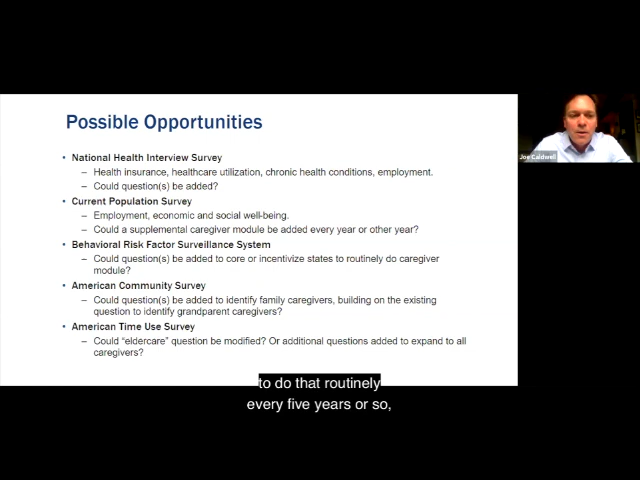 Possible Opportunities
• National Health Interview Survey
– Health insurance, healthcare utilization, chronic health conditions, employment.
– Could question(s) be added?
• Current Population Survey
– Employment, economic and social well-being.
– Could a supplemental caregiver module be added every year or other year?
• Behavioral Risk Factor Surveillance System
– Could question(s) be added to core or incentivize states to routinely do caregiver
module?
• American Community Survey
– Could question(s) be added to identify family caregivers, building on the existing
question to identify grandparent caregivers?
• American Time Use Survey
– Could “eldercare” question be modified? Or additional questions added to expand to all
caregivers?
Joe Caldwell
to do that routinely
every five years or so,